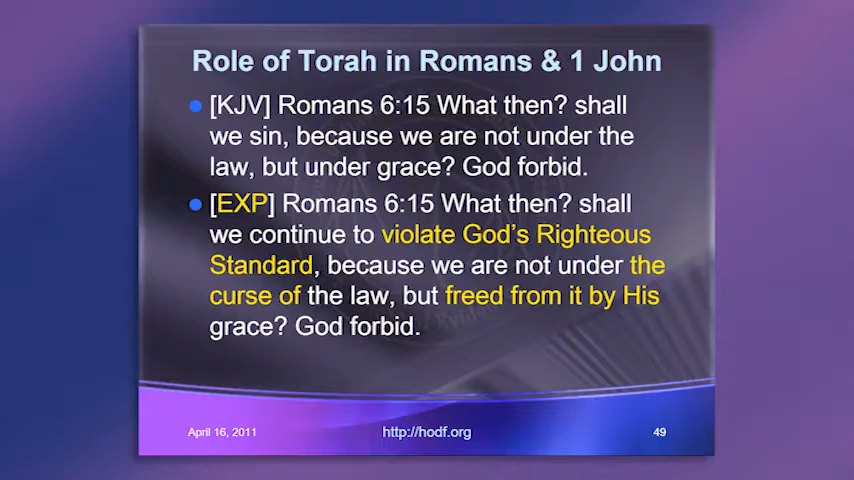 Role of Torah in Romans & 1 John
[KJV] Romans 6:15 What then? shall
we sin, because we are not under the
law, but under grace? God forbid.
[EXP] Romans 6:15 What then? shall
we continue to violate God's Righteous
Standard, because we are not under the
curse of the law, but freed from it by His
grace? God forbid.
April 16, 2011
http://hodf.org
49